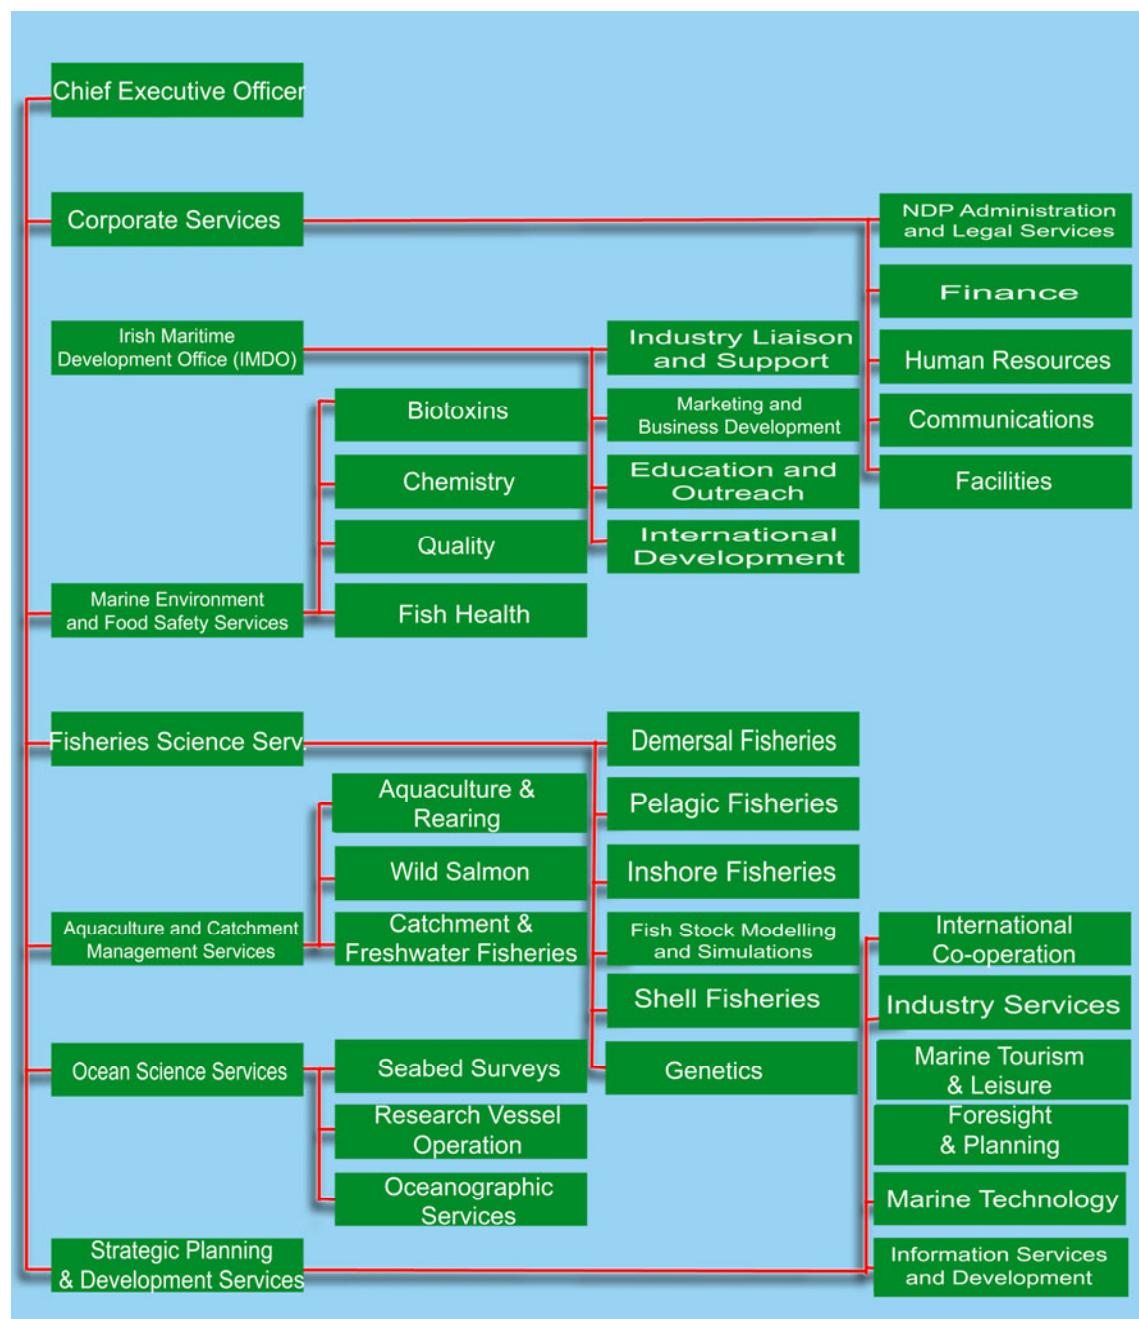 Chief Executive Officer
Corporate Services
NDP Administration
and Legal Services
Finance
Human Resources
Communications
Facilities
Irish Maritime
Development Office (IMDO)
Industry Liaison
and Support
Marketing and
Business Development
Education and
Outreach
International
Development
Biotoxins
Chemistry
Quality
Fish Health
Marine Environment
and Food Safety Services
Fisheries Science Serv.
Demersal Fisheries
Pelagic Fisheries
Inshore Fisheries
Fish Stock Modelling
and Simulations
Shell Fisheries
Genetics
Aquaculture &
Rearing
Wild Salmon
Catchment &
Freshwater Fisheries
Aquaculture and Catchment
Management Services
Ocean Science Services
Seabed Surveys
Research Vessel
Operation
Oceanographic
Services
Strategic Planning
& Development Services
International
Co-operation
Industry Services
Marine Tourism
& Leisure
Foresight
& Planning
Marine Technology
Information Services
and Development